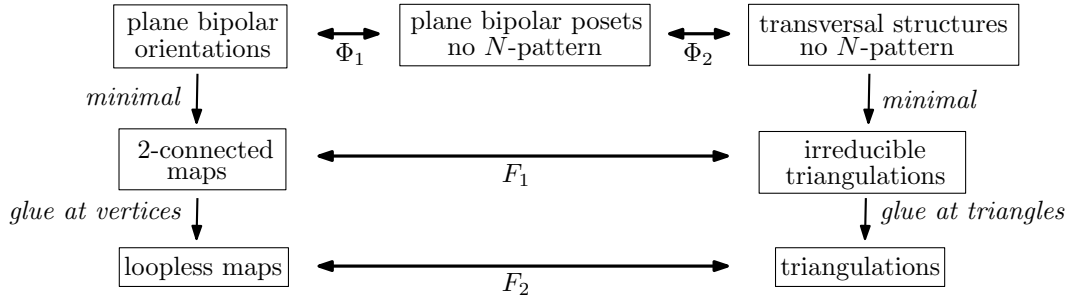 plane bipolar
orientations
Φ1
plane bipolar posets
no N-pattern
Φ2
transversal structures
no N-pattern
minimal
minimal
2-connected
maps
F1
irreducible
triangulations
glue at vertices
glue at triangles
loopless maps
F2
triangulations